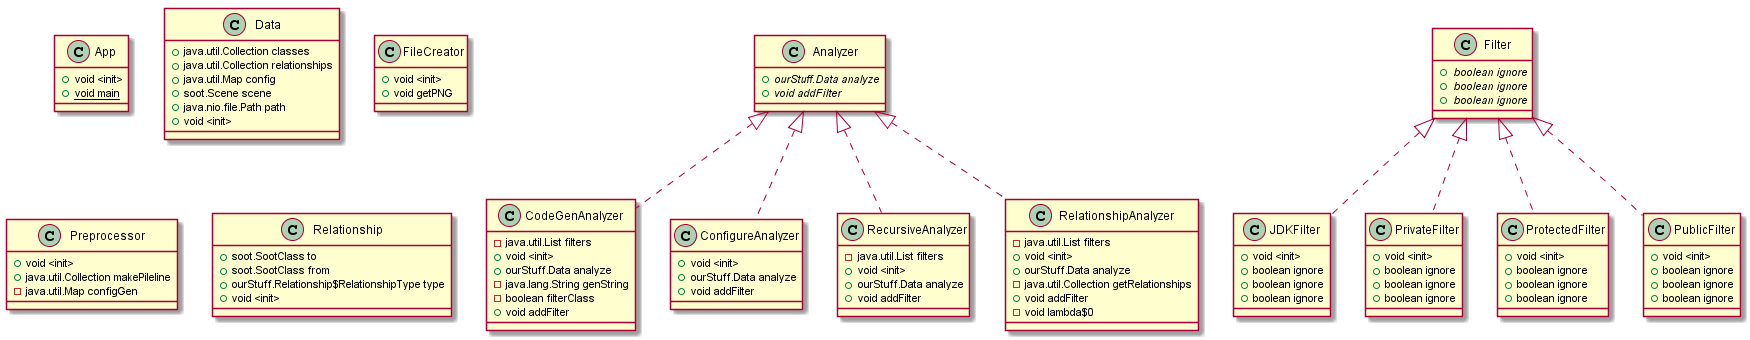 C App
void <init>
void main
C Data
java.util.Collection classes
java.util.Collection relationships
java.util.Map config
soot.Scene scene
java.nio.file.Path path
void <init>
C FileCreator
void <init>
void getPNG
C Analyzer
ourStuff.Data analyze
void addFilter
C Filter
boolean ignore
boolean ignore
boolean ignore
C Preprocessor
void <init>
java.util.Collection makePileline
java.util.Map configGen
C Relationship
soot.SootClass to
soot.SootClass from
ourStuff.Relationship$RelationshipType type
void <init>
C CodeGenAnalyzer
java.util.List filters
void <init>
ourStuff.Data analyze
java.lang.String genString
boolean filterClass
void addFilter
C ConfigureAnalyzer
void <init>
ourStuff.Data analyze
void addFilter
C RecursiveAnalyzer
java.util.List filters
void <init>
ourStuff.Data analyze
void addFilter
C RelationshipAnalyzer
java.util.List filters
void <init>
ourStuff.Data analyze
java.util.Collection getRelationships
void addFilter
void lambda$0
C JDKFilter
void <init>
boolean ignore
boolean ignore
boolean ignore
C PrivateFilter
void <init>
boolean ignore
boolean ignore
boolean ignore
C ProtectedFilter
void <init>
boolean ignore
boolean ignore
boolean ignore
C PublicFilter
void <init>
boolean ignore
boolean ignore
boolean ignore